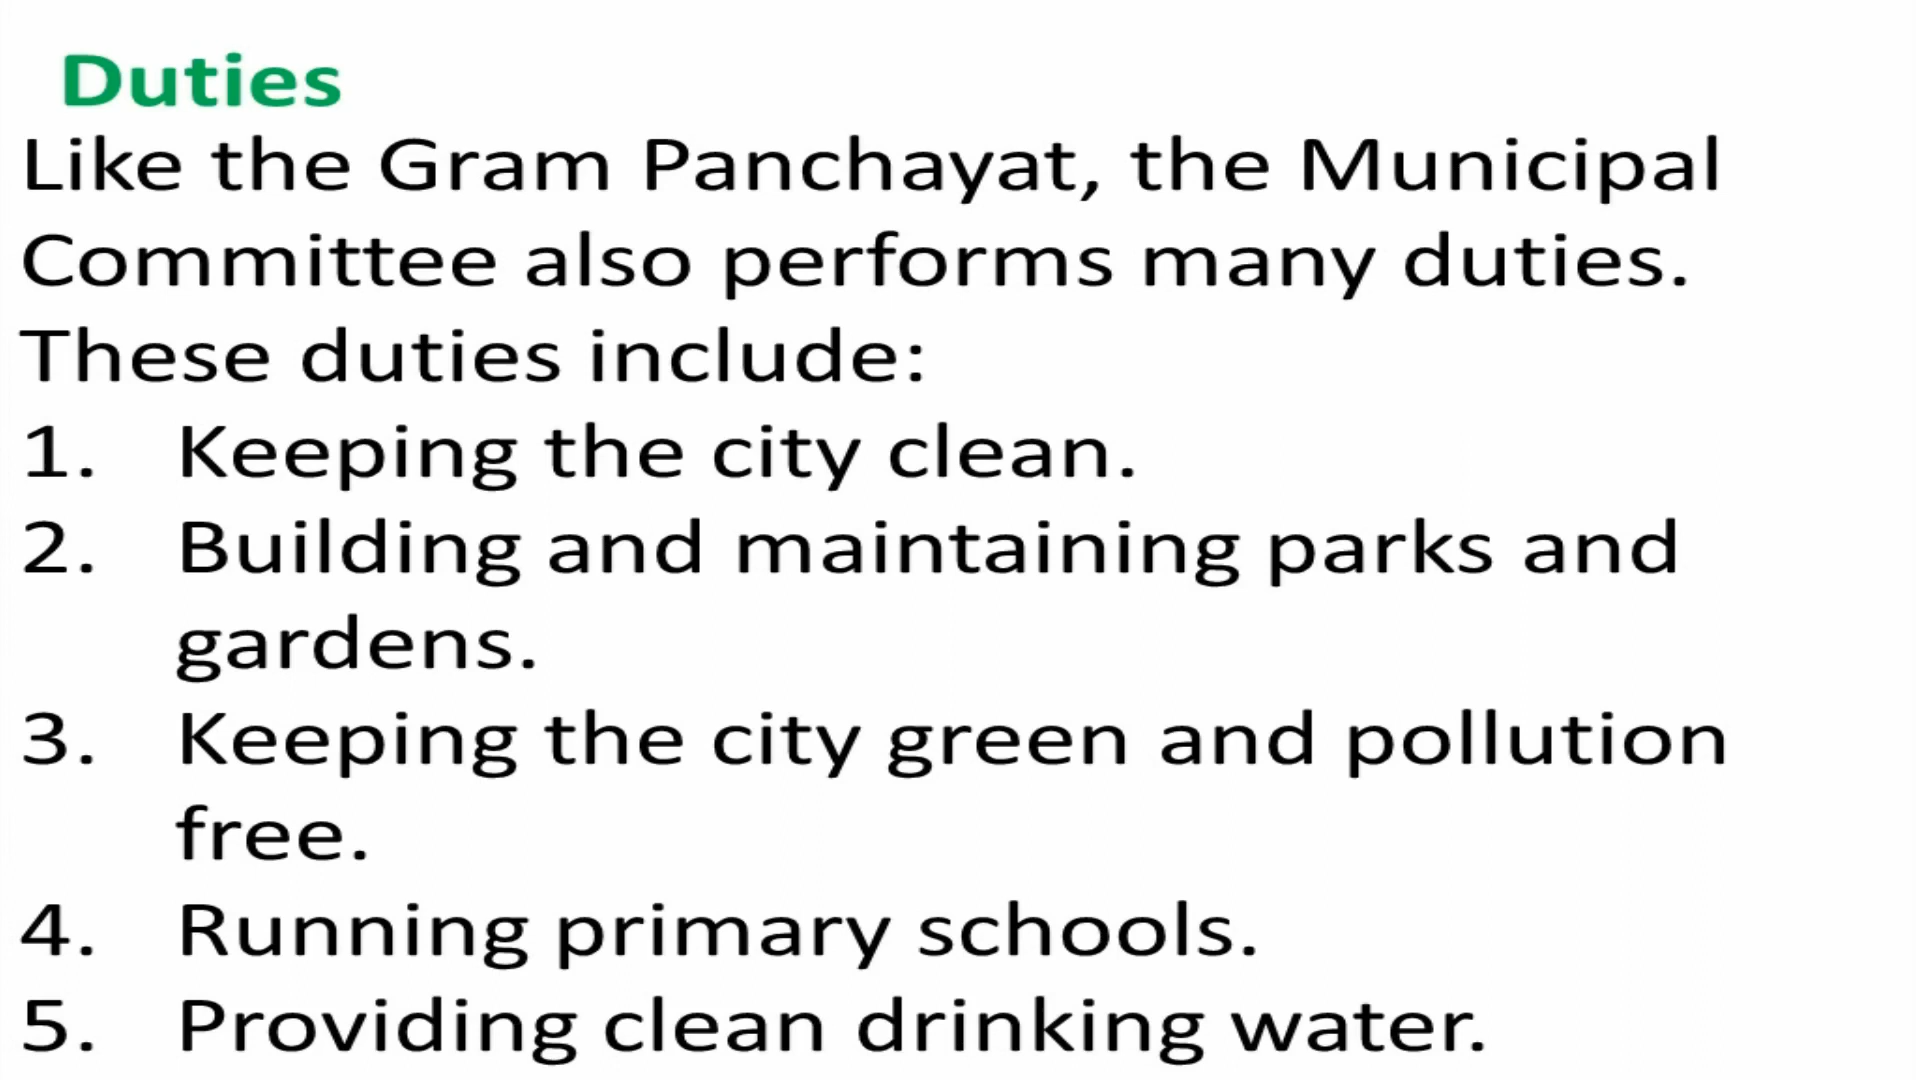 Duties
Like the Gram Panchayat, the Municipal
Committee also performs many duties.
These duties include:
1. Keeping the city clean.
2. Building and maintaining parks and
gardens.
3. Keeping the city green and pollution
free.
4. Running primary schools.
5. Providing clean drinking water.